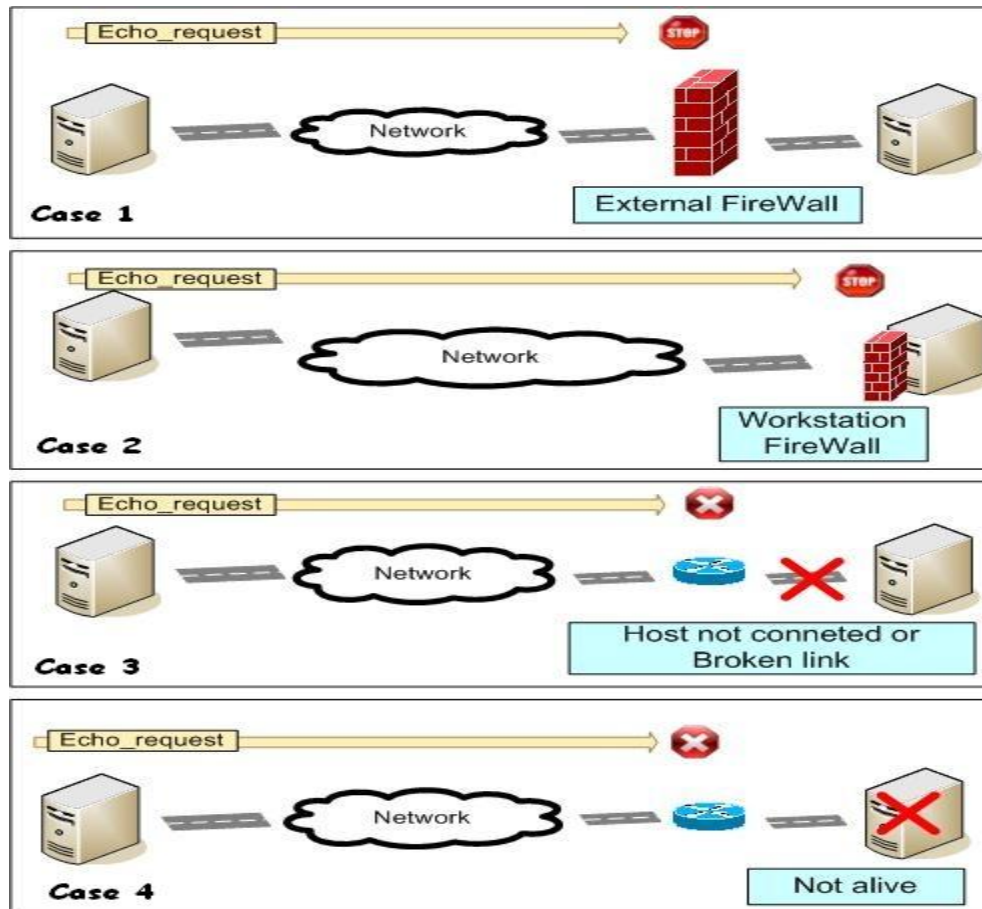 Echo_request
STOP
Network
External FireWall
Case 1
Echo_request
STOP
Network
Workstation
FireWall
Case 2
Echo_request
Network
Host not conneted or
Broken link
Case 3
Echo_request
Network
Not alive
Case 4